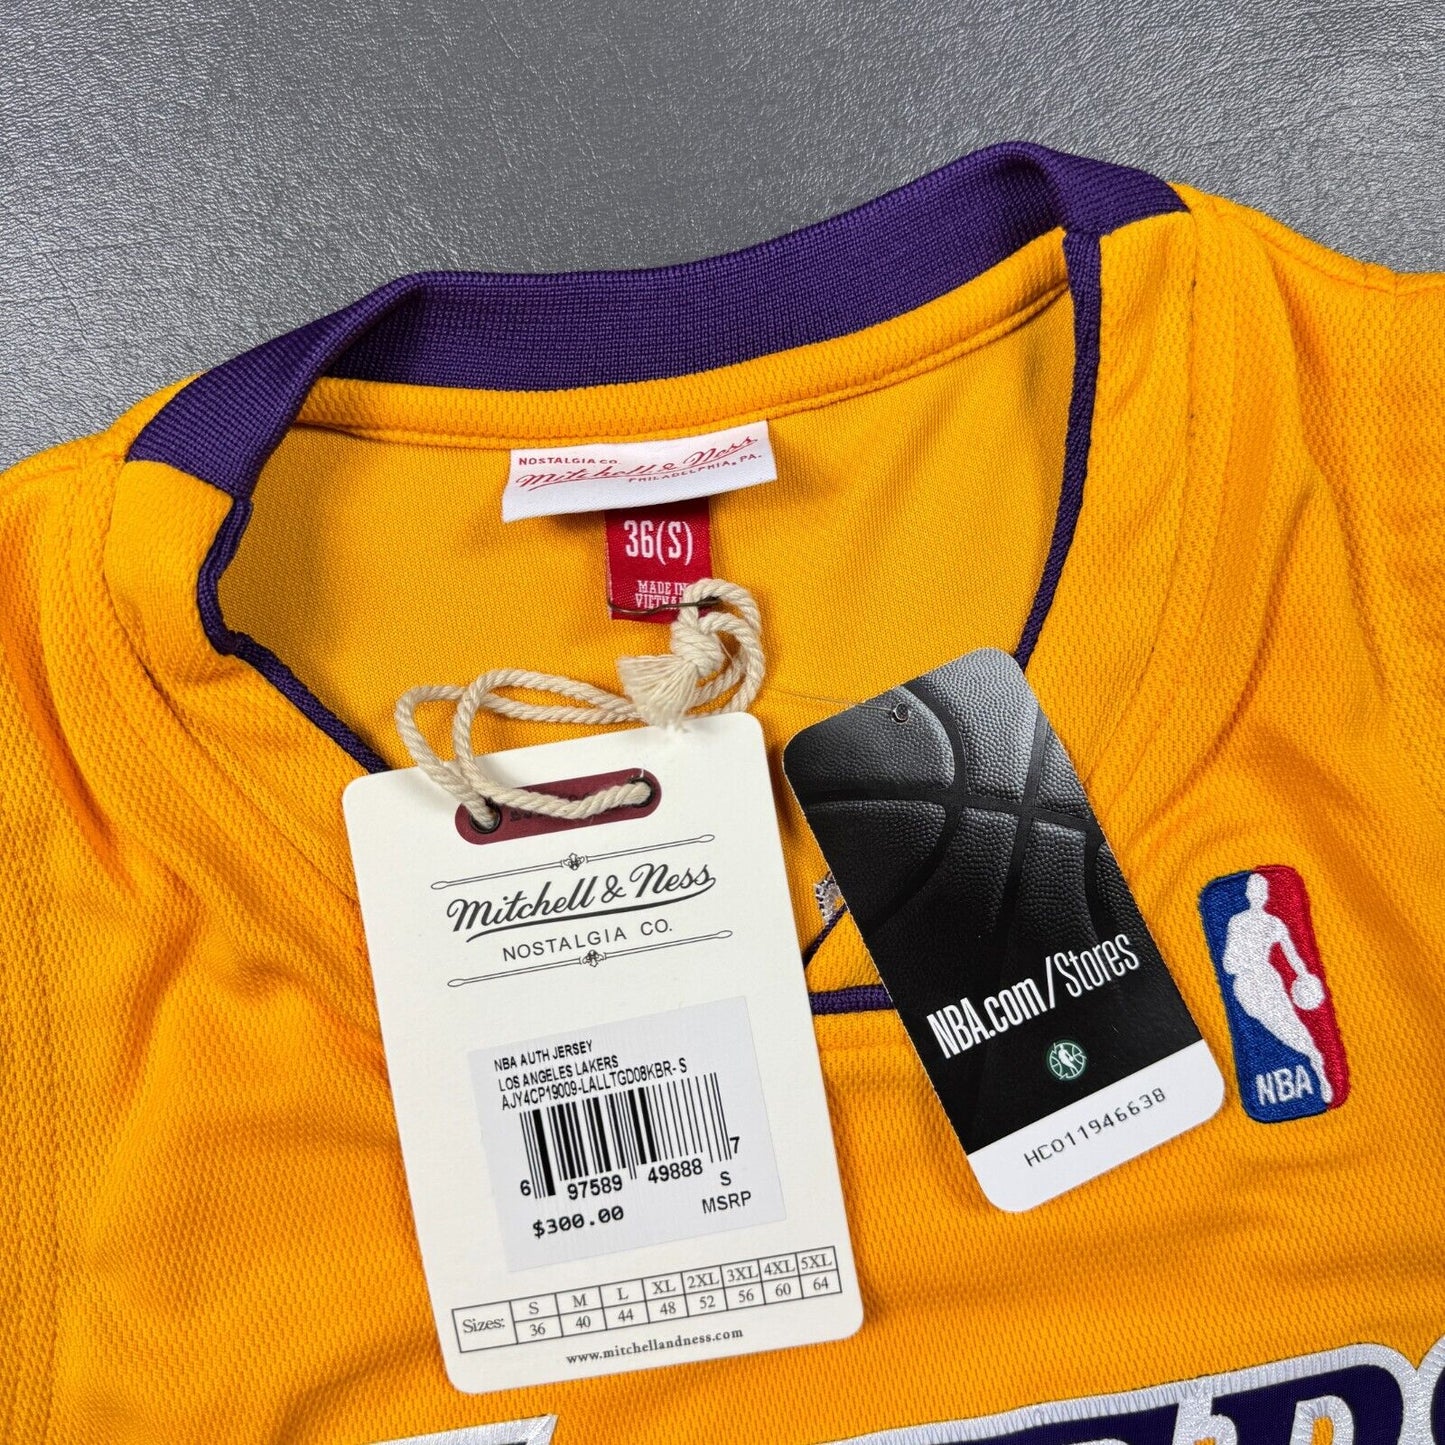 NOSTALGIA CO.
Mitchell & Ness
PHILADELPHIA, PA.
36(S)
MADE IN
VIETNAM
Mitchell & Ness
NOSTALGIA CO.
NBA AUTH JERSEY
LOS ANGELES LAKERS
AJY4CP19009-LALLTGD08KBR- S
6 97589 49888 7
S
$300.00 MSRP
Sizes: S M L XL 2XL 3XL 4XL 5XL
36 40 44 48 52 56 60 64
www.mitchellandness.com
NBA.com/Stores
HC011946638
NBA